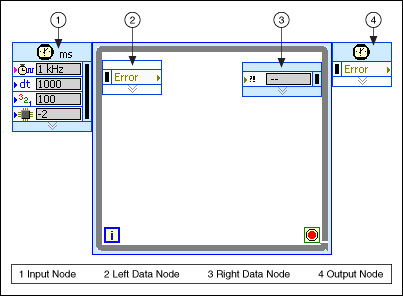 1 2 3 4
ms
1 kHz
dt 1000
321 100
-2
Error
?! --
Error
i
1 Input Node 2 Left Data Node 3 Right Data Node 4 Output Node